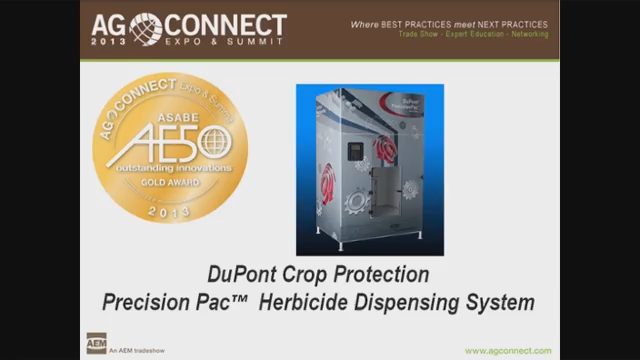 AG CONNECT
2013 EXPO & SUMMIT
Where BEST PRACTICES meet NEXT PRACTICES
Trade Show - Expert Education - Networking
AG CONNECT Expo & Summit
ASABE
AE50
outstanding innovations
GOLD AWARD
2013
DuPont
PrecisionPac
DuPont Crop Protection
Precision Pac™ Herbicide Dispensing System
AEM
An AEM tradeshow
www.agconnect.com